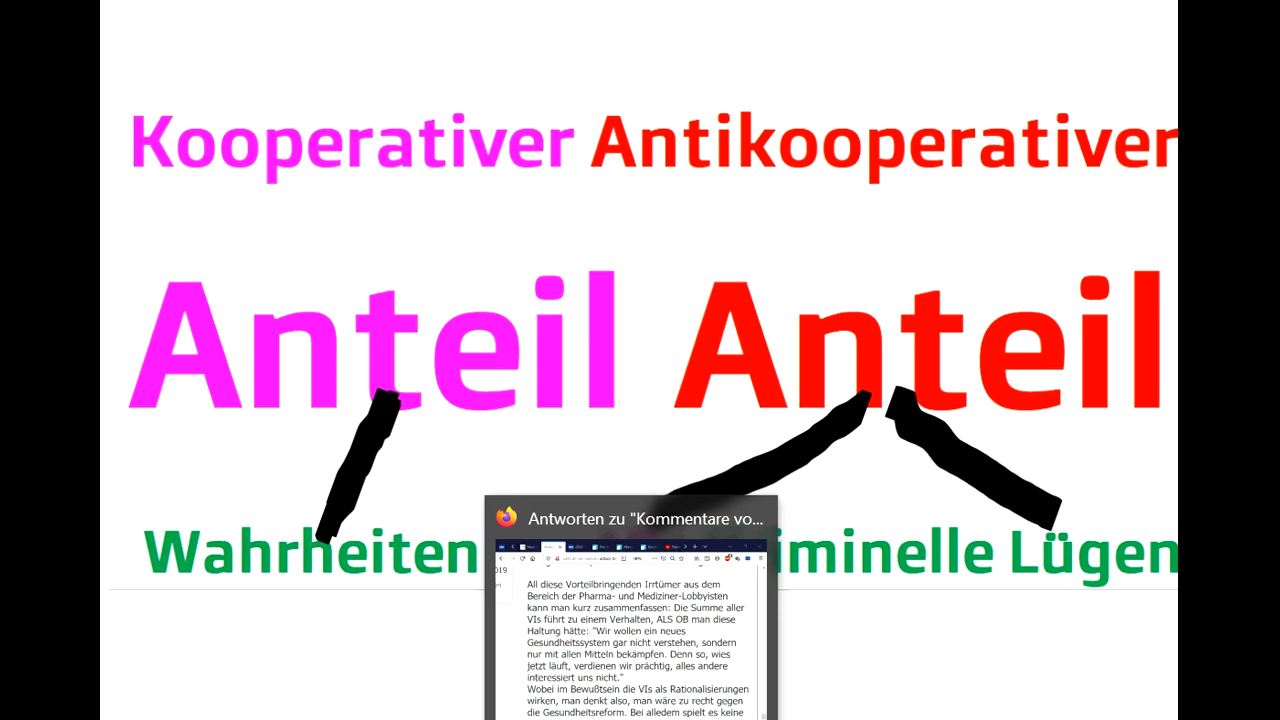 Kooperativer Antikooperativer
Anteil Anteil
Wahrheiten
iminelle Lügen
Antworten zu "Kommentare vo...
019
All diese Vorteilbringenden Irrtümer aus dem
Bereich der Pharma- und Mediziner-Lobbyisten
kann man kurz zusammenfassen: Die Summe aller
VIs führt zu einem Verhalten, ALS OB man diese
Haltung hätte: "Wir wollen ein neues
Gesundheitssystem gar nicht verstehen, sondern
nur mit allen Mitteln bekämpfen. Denn so, wies
jetzt läuft, verdienen wir prächtig, alles andere
interessiert uns nicht."
Wobei im Bewußtsein die VIs als Rationalisierungen
wirken, man denkt also, man wäre zu recht gegen
die Gesundheitsreform. Bei alledem spielt es keine